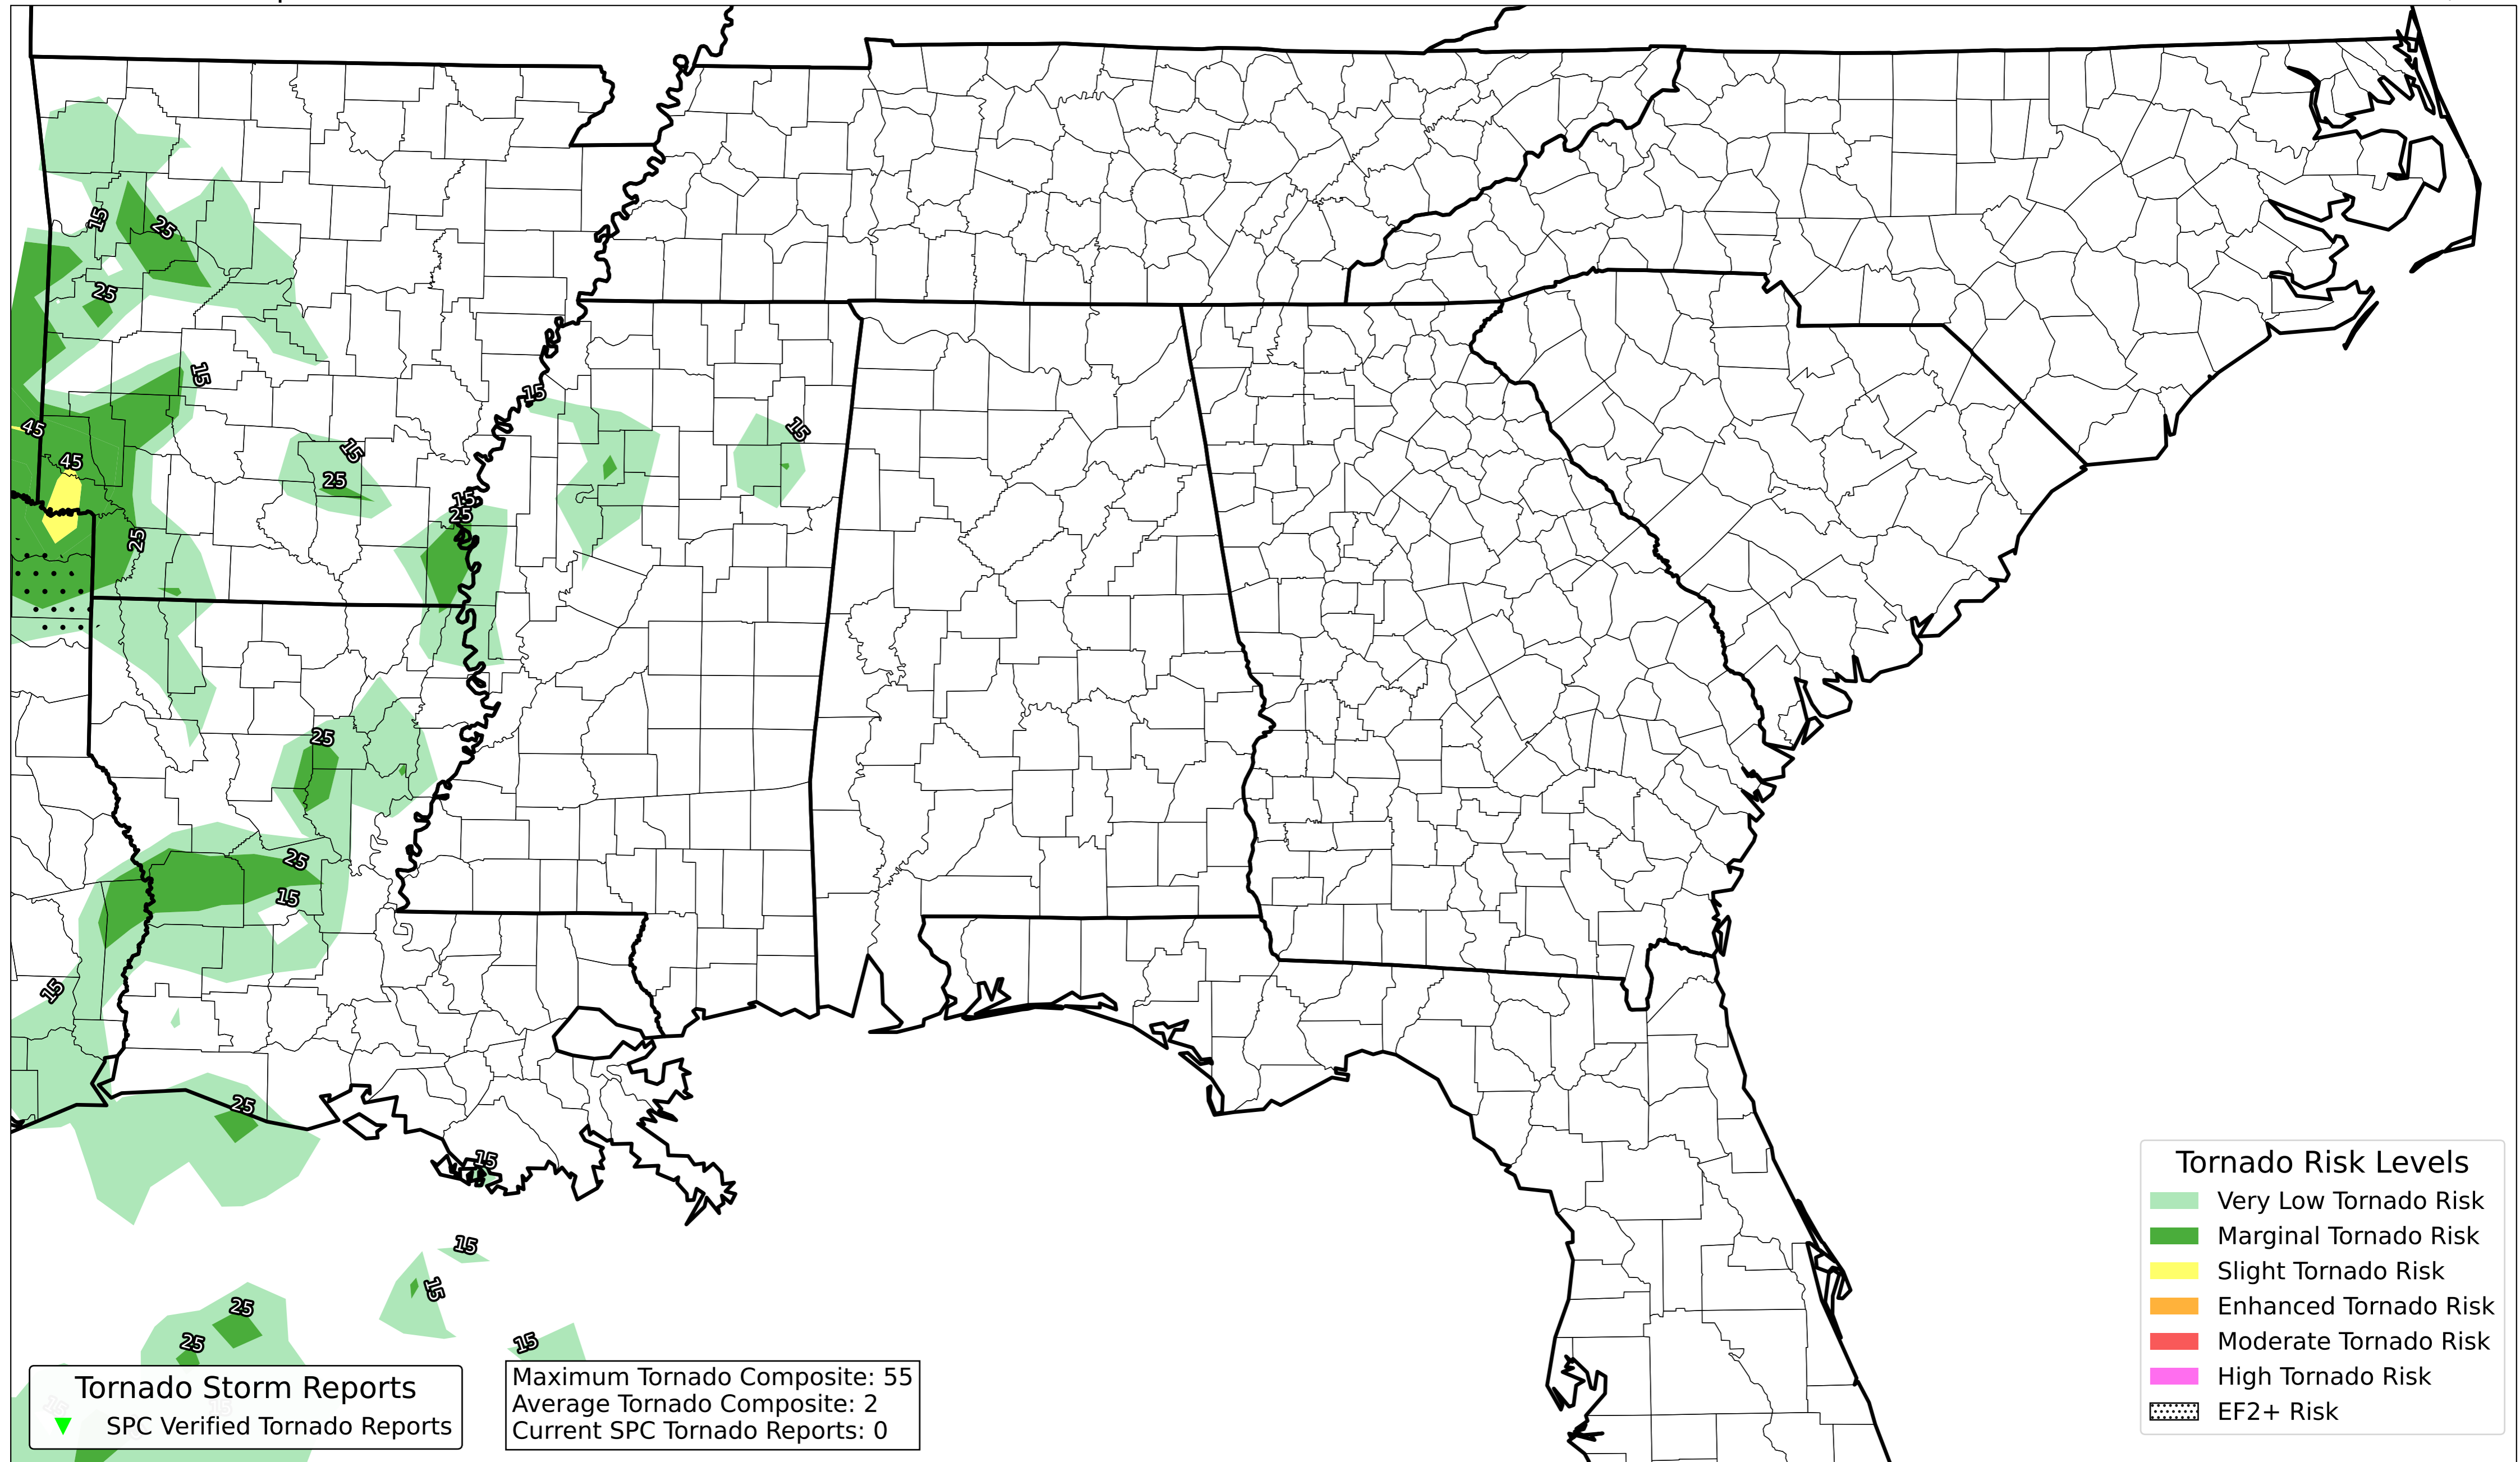 15
25
25
15
15
45
15
45
15
25
15
25
25
25
25
15
15
25
15
15
15
25
25
15
Tornado Storm Reports
SPC Verified Tornado Reports
Maximum Tornado Composite: 55
Average Tornado Composite: 2
Current SPC Tornado Reports: 0
Tornado Risk Levels
Very Low Tornado Risk
Marginal Tornado Risk
Slight Tornado Risk
Enhanced Tornado Risk
Moderate Tornado Risk
High Tornado Risk
EF2+ Risk